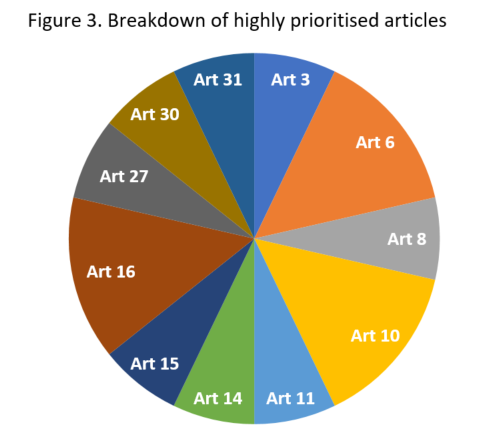 Figure 3. Breakdown of highly prioritised articles
Art 31
Art 3
Art 30
Art 6
Art 27
Art 8
Art 16
Art 10
Art 15
Art 14
Art 11